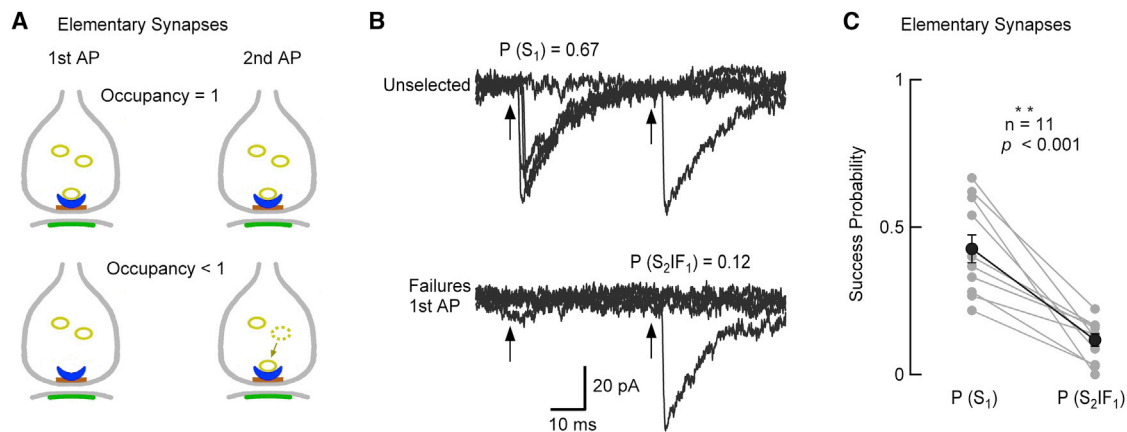 A Elementary Synapses
1st AP 2nd AP
Occupancy = 1
Occupancy < 1
B
P (S1) = 0.67
Unselected
P (S2IF1) = 0.12
Failures
1st AP
20 pA
10 ms
C Elementary Synapses
1
**
n = 11
p < 0.001
Success Probability
0.5
0
P (S1) P (S2IF1)